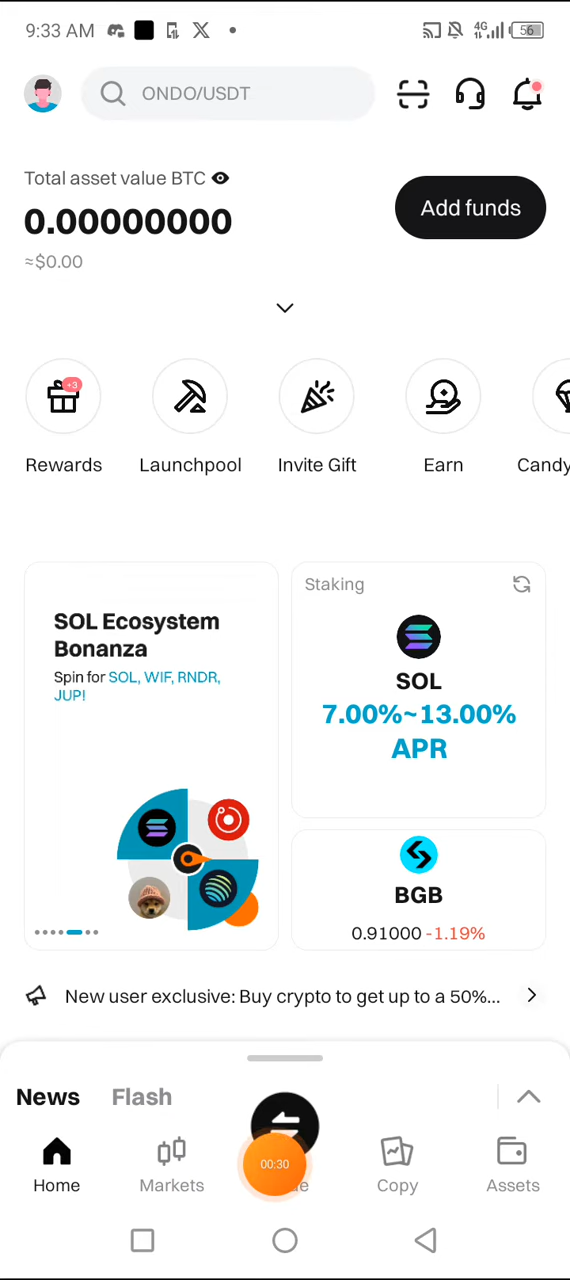 9:33 AM
4G
56
ONDO/USDT
Total asset value BTC
0.00000000
Add funds
≈$0.00
+3
Rewards
Launchpool
Invite Gift
Earn
Candy
SOL Ecosystem
Bonanza
Spin for SOL, WIF, RNDR,
JUP!
Staking
SOL
7.00%~13.00%
APR
BGB
0.91000 -1.19%
New user exclusive: Buy crypto to get up to a 50%...
News
Flash
00:30
Home
Markets
Copy
Assets